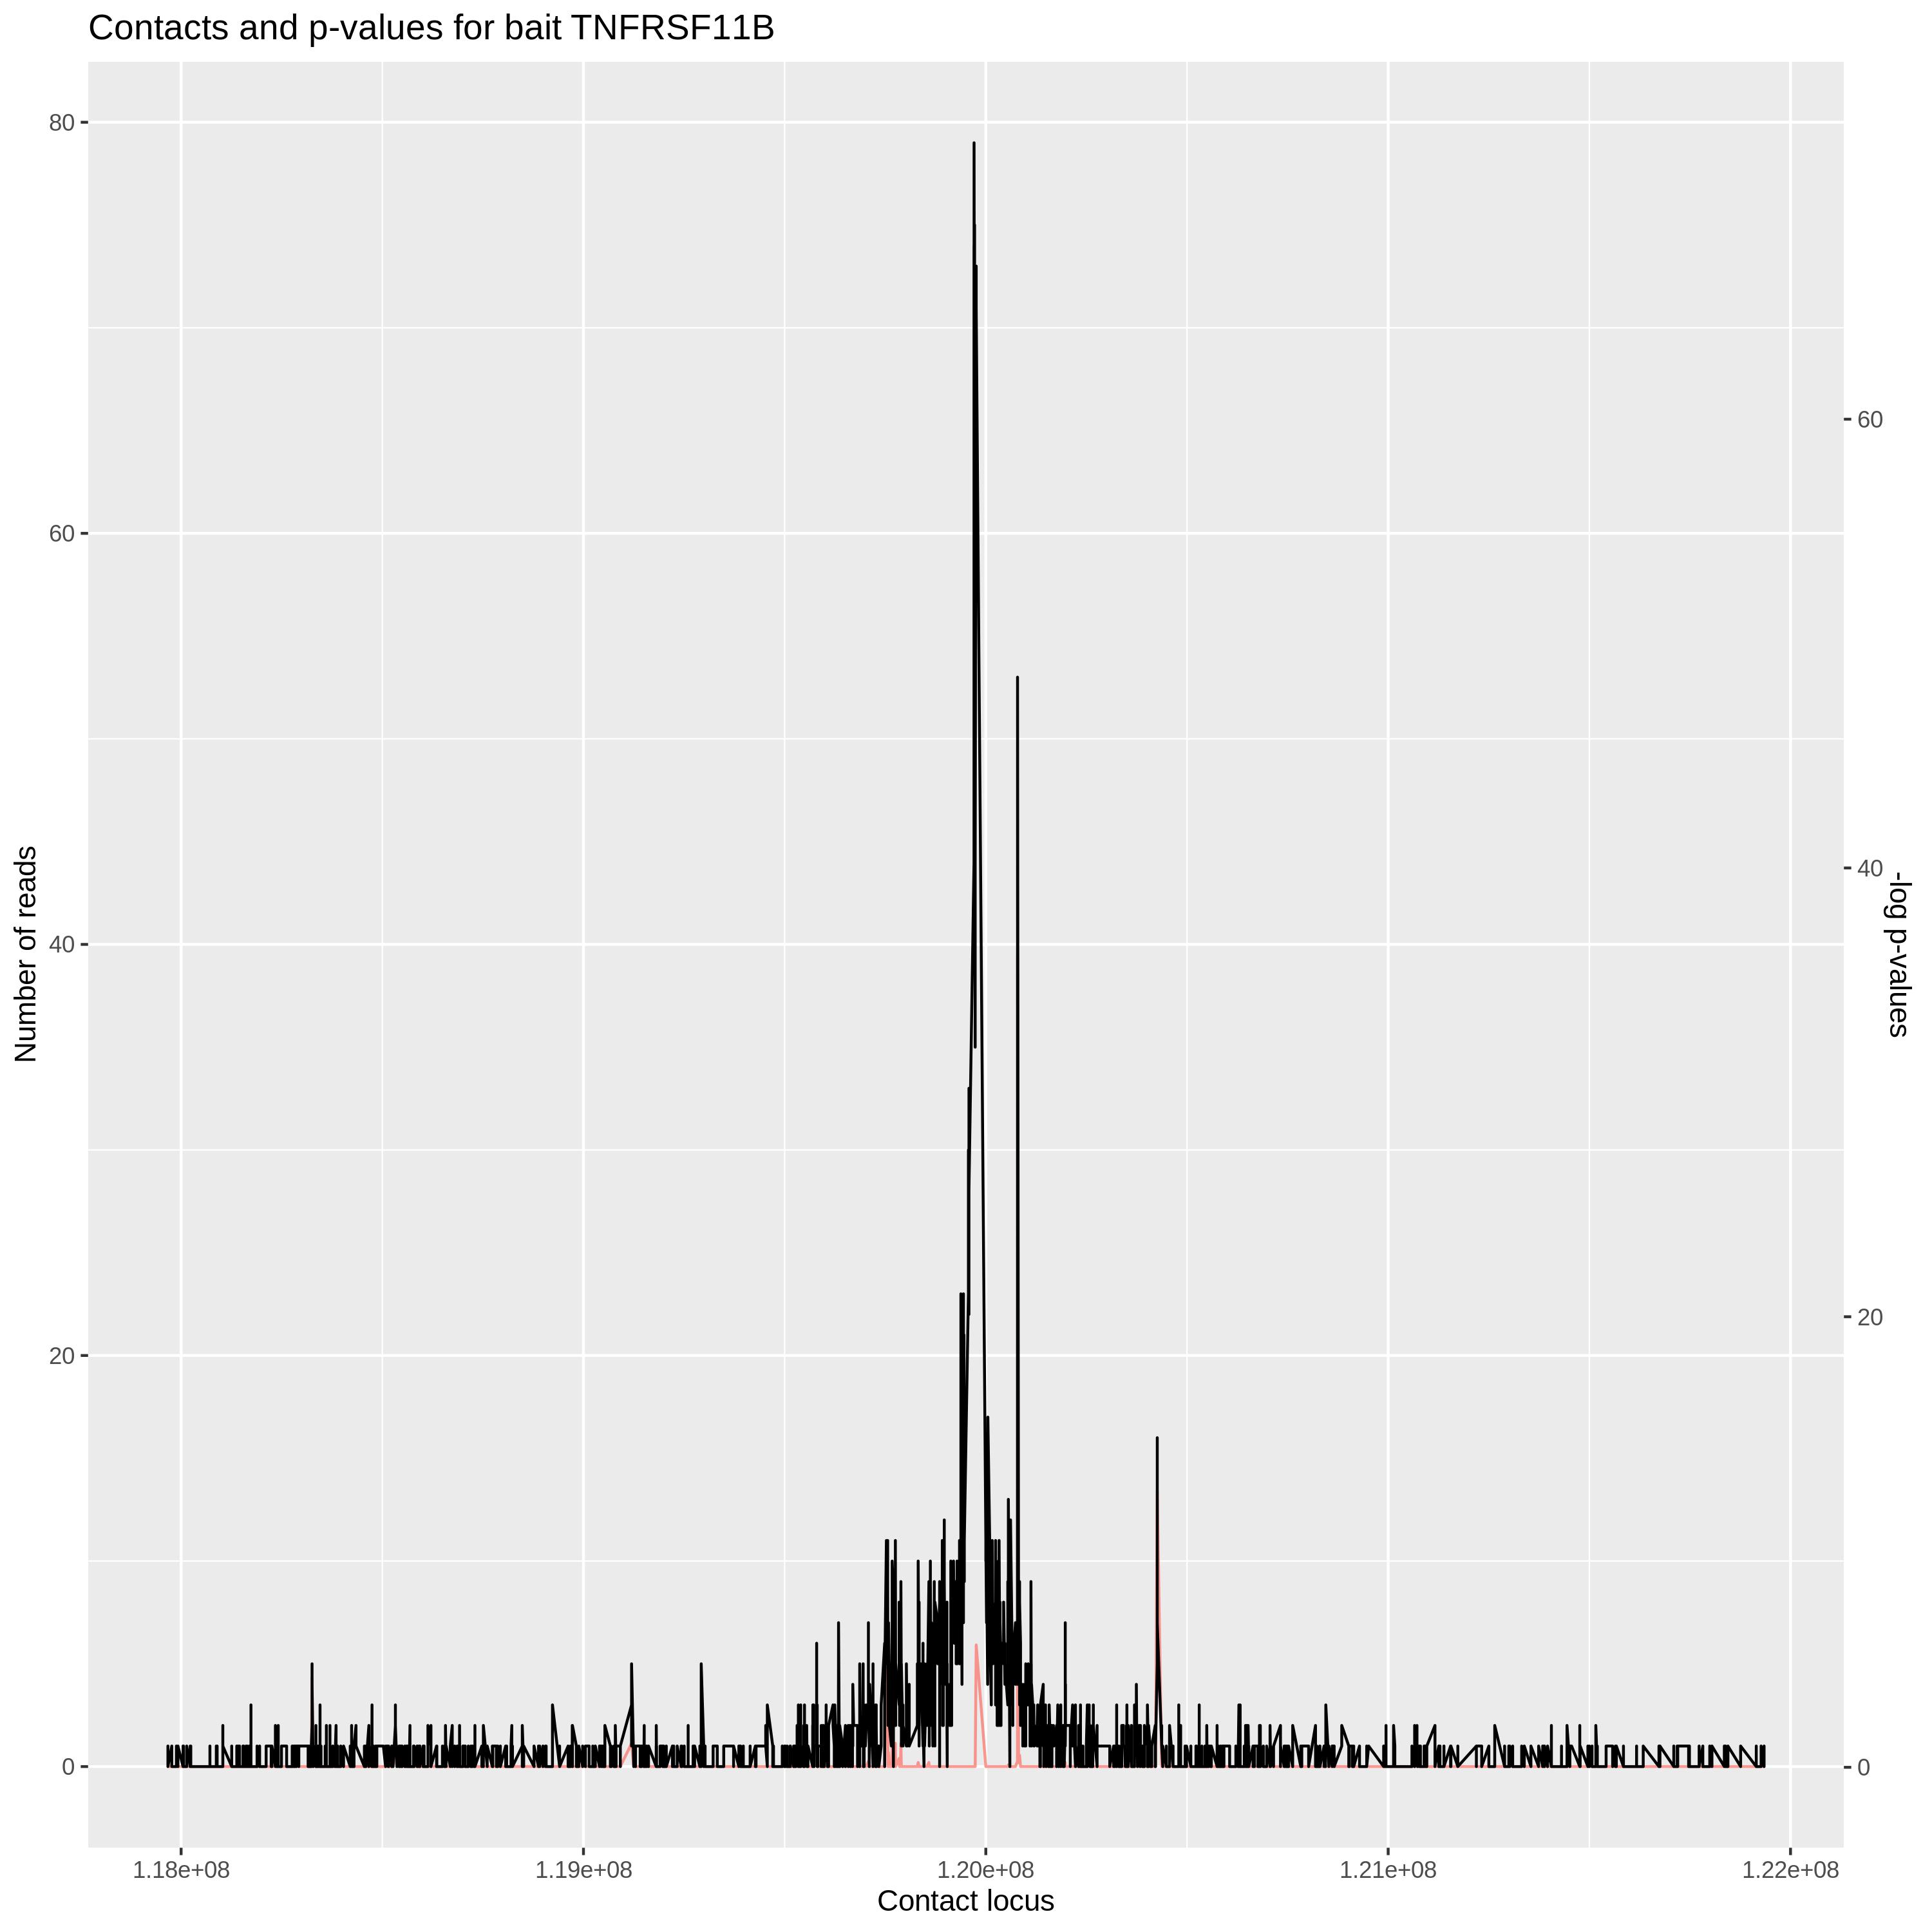 Contacts and p-values for bait TNFRSF11B
80
60
40
20
0
Number of reads
60
40
20
0
-log p-values
1.18e+08 1.19e+08 1.20e+08 1.21e+08 1.22e+08
Contact locus